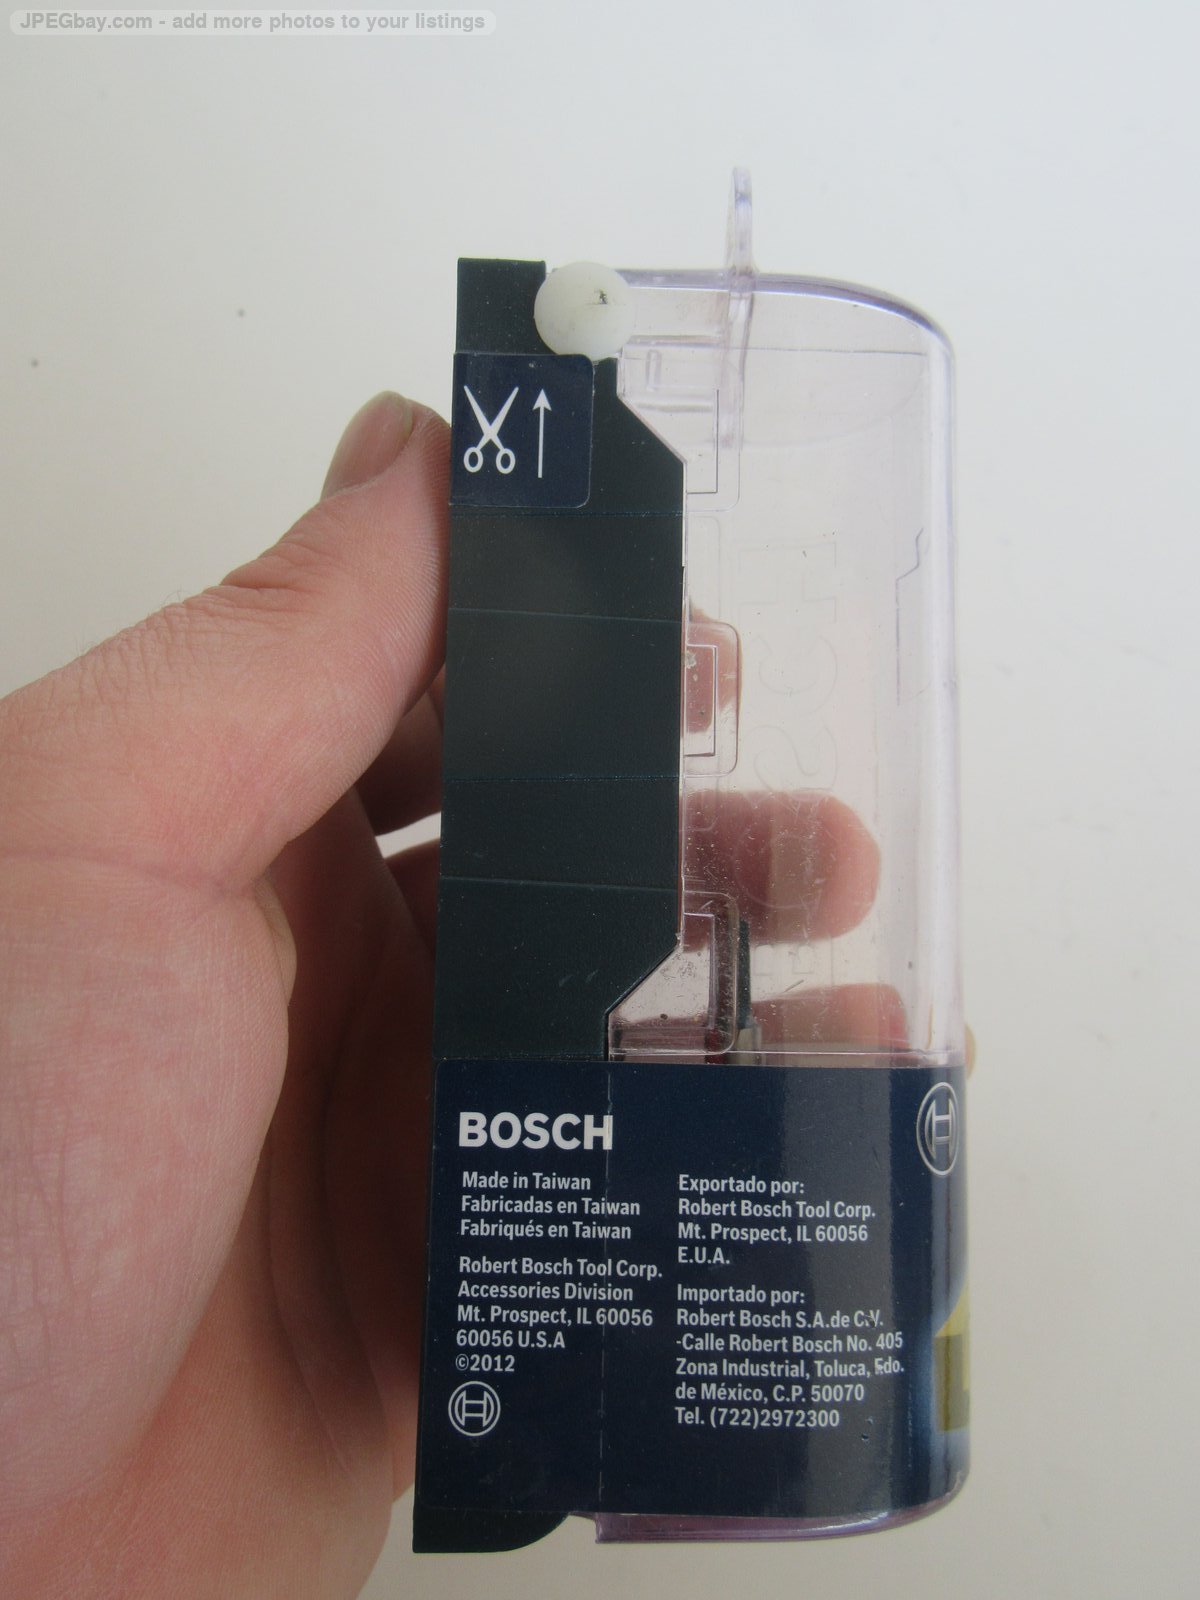 JPEGbay.com - add more photos to your listings
BOSCH
BOSCH
Made in Taiwan
Fabricadas en Taiwan
Fabriqués en Taiwan
Robert Bosch Tool Corp.
Accessories Division
Mt. Prospect, IL 60056
60056 U.S.A
©2012
Exportado por:
Robert Bosch Tool Corp.
Mt. Prospect, IL 60056
E.U.A.
Importado por:
Robert Bosch S.A.de C.V.
-Calle Robert Bosch No. 405
Zona Industrial, Toluca, Edo.
de México, C.P. 50070
Tel. (722)2972300